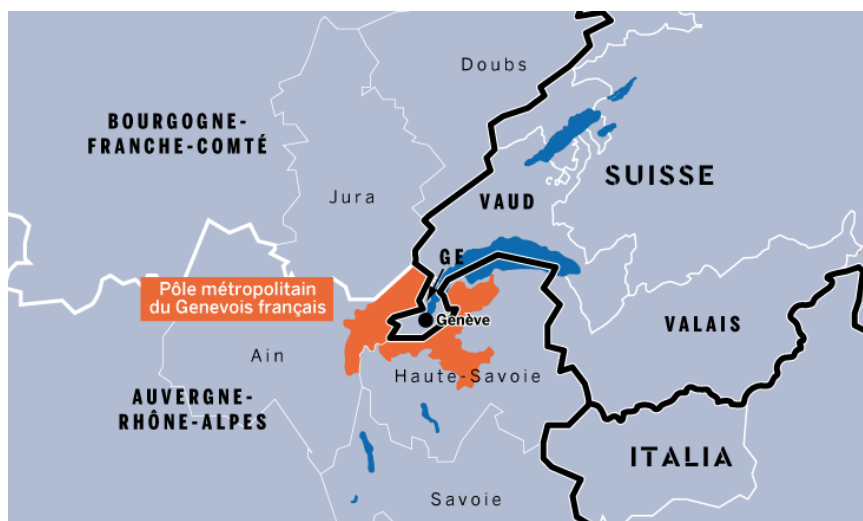 Doubs
BOURGOGNE-
FRANCHE-COMTÉ
SUISSE
Jura
VAUD
GE
Pôle métropolitain
du Genevois français
Genève
VALAIS
Ain
Haute-Savoie
AUVERGNE-
RHÔNE-ALPES
ITALIA
Savoie